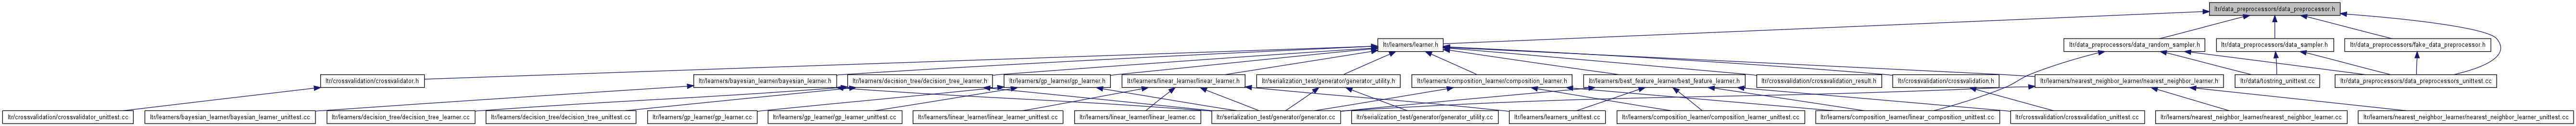 ltr/data_preprocessors/data_preprocessor.h
ltr/learners/learner.h
ltr/data_preprocessors/data_random_sampler.h
ltr/data_preprocessors/data_sampler.h
ltr/data_preprocessors/fake_data_preprocessor.h
ltr/crossvalidation/crossvalidator.h
ltr/learners/bayesian_learner/bayesian_learner.h
ltr/learners/decision_tree/decision_tree_learner.h
ltr/learners/gp_learner/gp_learner.h
ltr/learners/linear_learner/linear_learner.h
ltr/serialization_test/generator/generator_utility.h
ltr/learners/composition_learner/composition_learner.h
ltr/learners/best_feature_learner/best_feature_learner.h
ltr/crossvalidation/crossvalidation_result.h
ltr/crossvalidation/crossvalidation.h
ltr/learners/nearest_neighbor_learner/nearest_neighbor_learner.h
ltr/data/tostring_unittest.cc
ltr/data_preprocessors/data_preprocessors_unittest.cc
ltr/crossvalidation/crossvalidator_unittest.cc
ltr/learners/bayesian_learner/bayesian_learner_unittest.cc
ltr/learners/decision_tree/decision_tree_learner.cc
ltr/learners/decision_tree/decision_tree_unittest.cc
ltr/learners/gp_learner/gp_learner.cc
ltr/learners/gp_learner/gp_learner_unittest.cc
ltr/learners/linear_learner/linear_learner_unittest.cc
ltr/learners/linear_learner/linear_learner.cc
ltr/serialization_test/generator/generator.cc
ltr/serialization_test/generator/generator_utility.cc
ltr/learners/learners_unittest.cc
ltr/learners/composition_learner/composition_learner_unittest.cc
ltr/learners/composition_learner/linear_composition_unittest.cc
ltr/crossvalidation/crossvalidation_unittest.cc
ltr/learners/nearest_neighbor_learner/nearest_neighbor_learner.cc
ltr/learners/nearest_neighbor_learner/nearest_neighbor_learner_unittest.cc